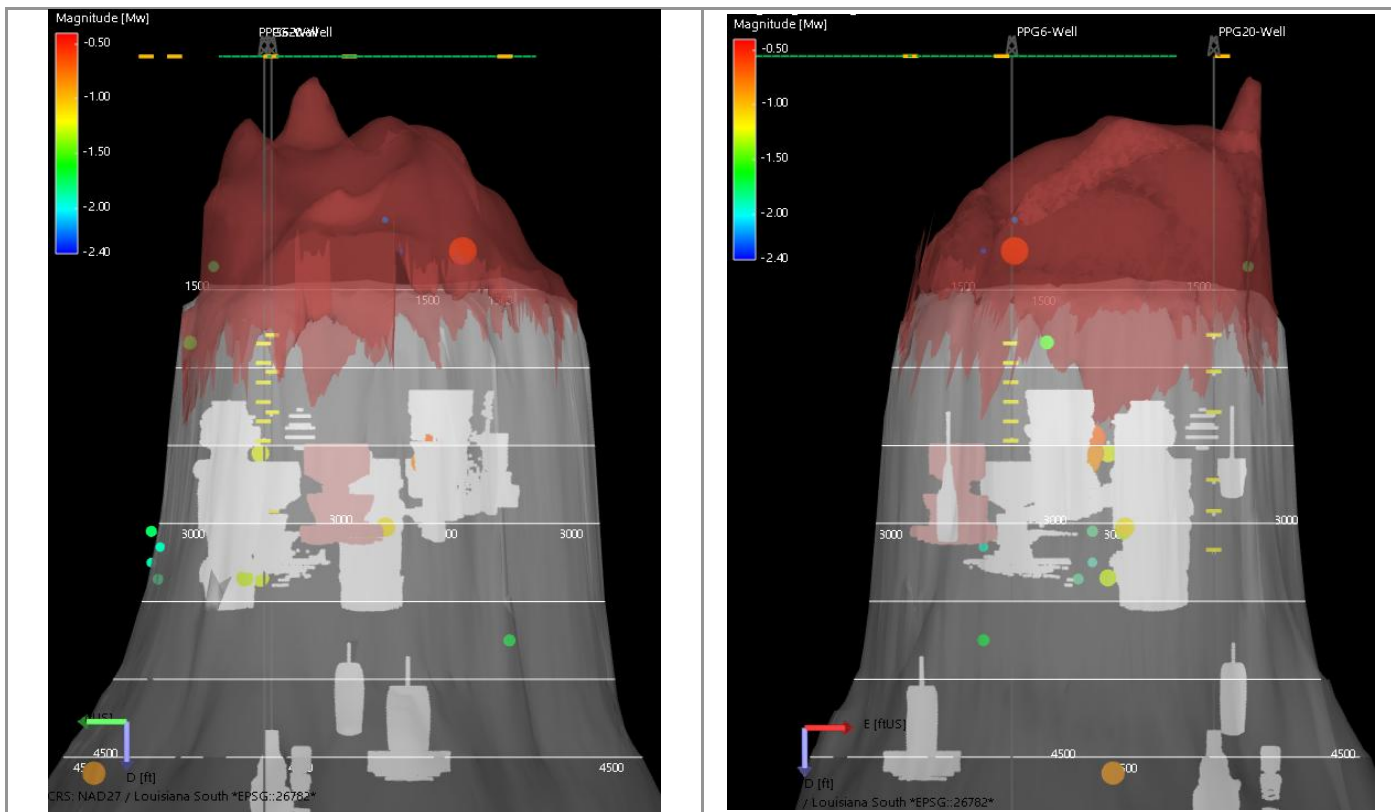 Magnitude [Mw]
-0.50
-1.00
-1.50
-2.00
-2.40
1500
1500
3000
3000
3000
4500
4500
D [ft]
CRS: NAD27 / Louisiana South *EPSG::26782*
Magnitude [Mw]
PPG6-Well
PPG20-Well
-0.50
-1.00
-1.50
-2.00
-2.40
1500
1500
1500
3000
3000
3000
E [ftUS]
4500
4500
D [ft]
/ Louisiana South *EPSG::26782*